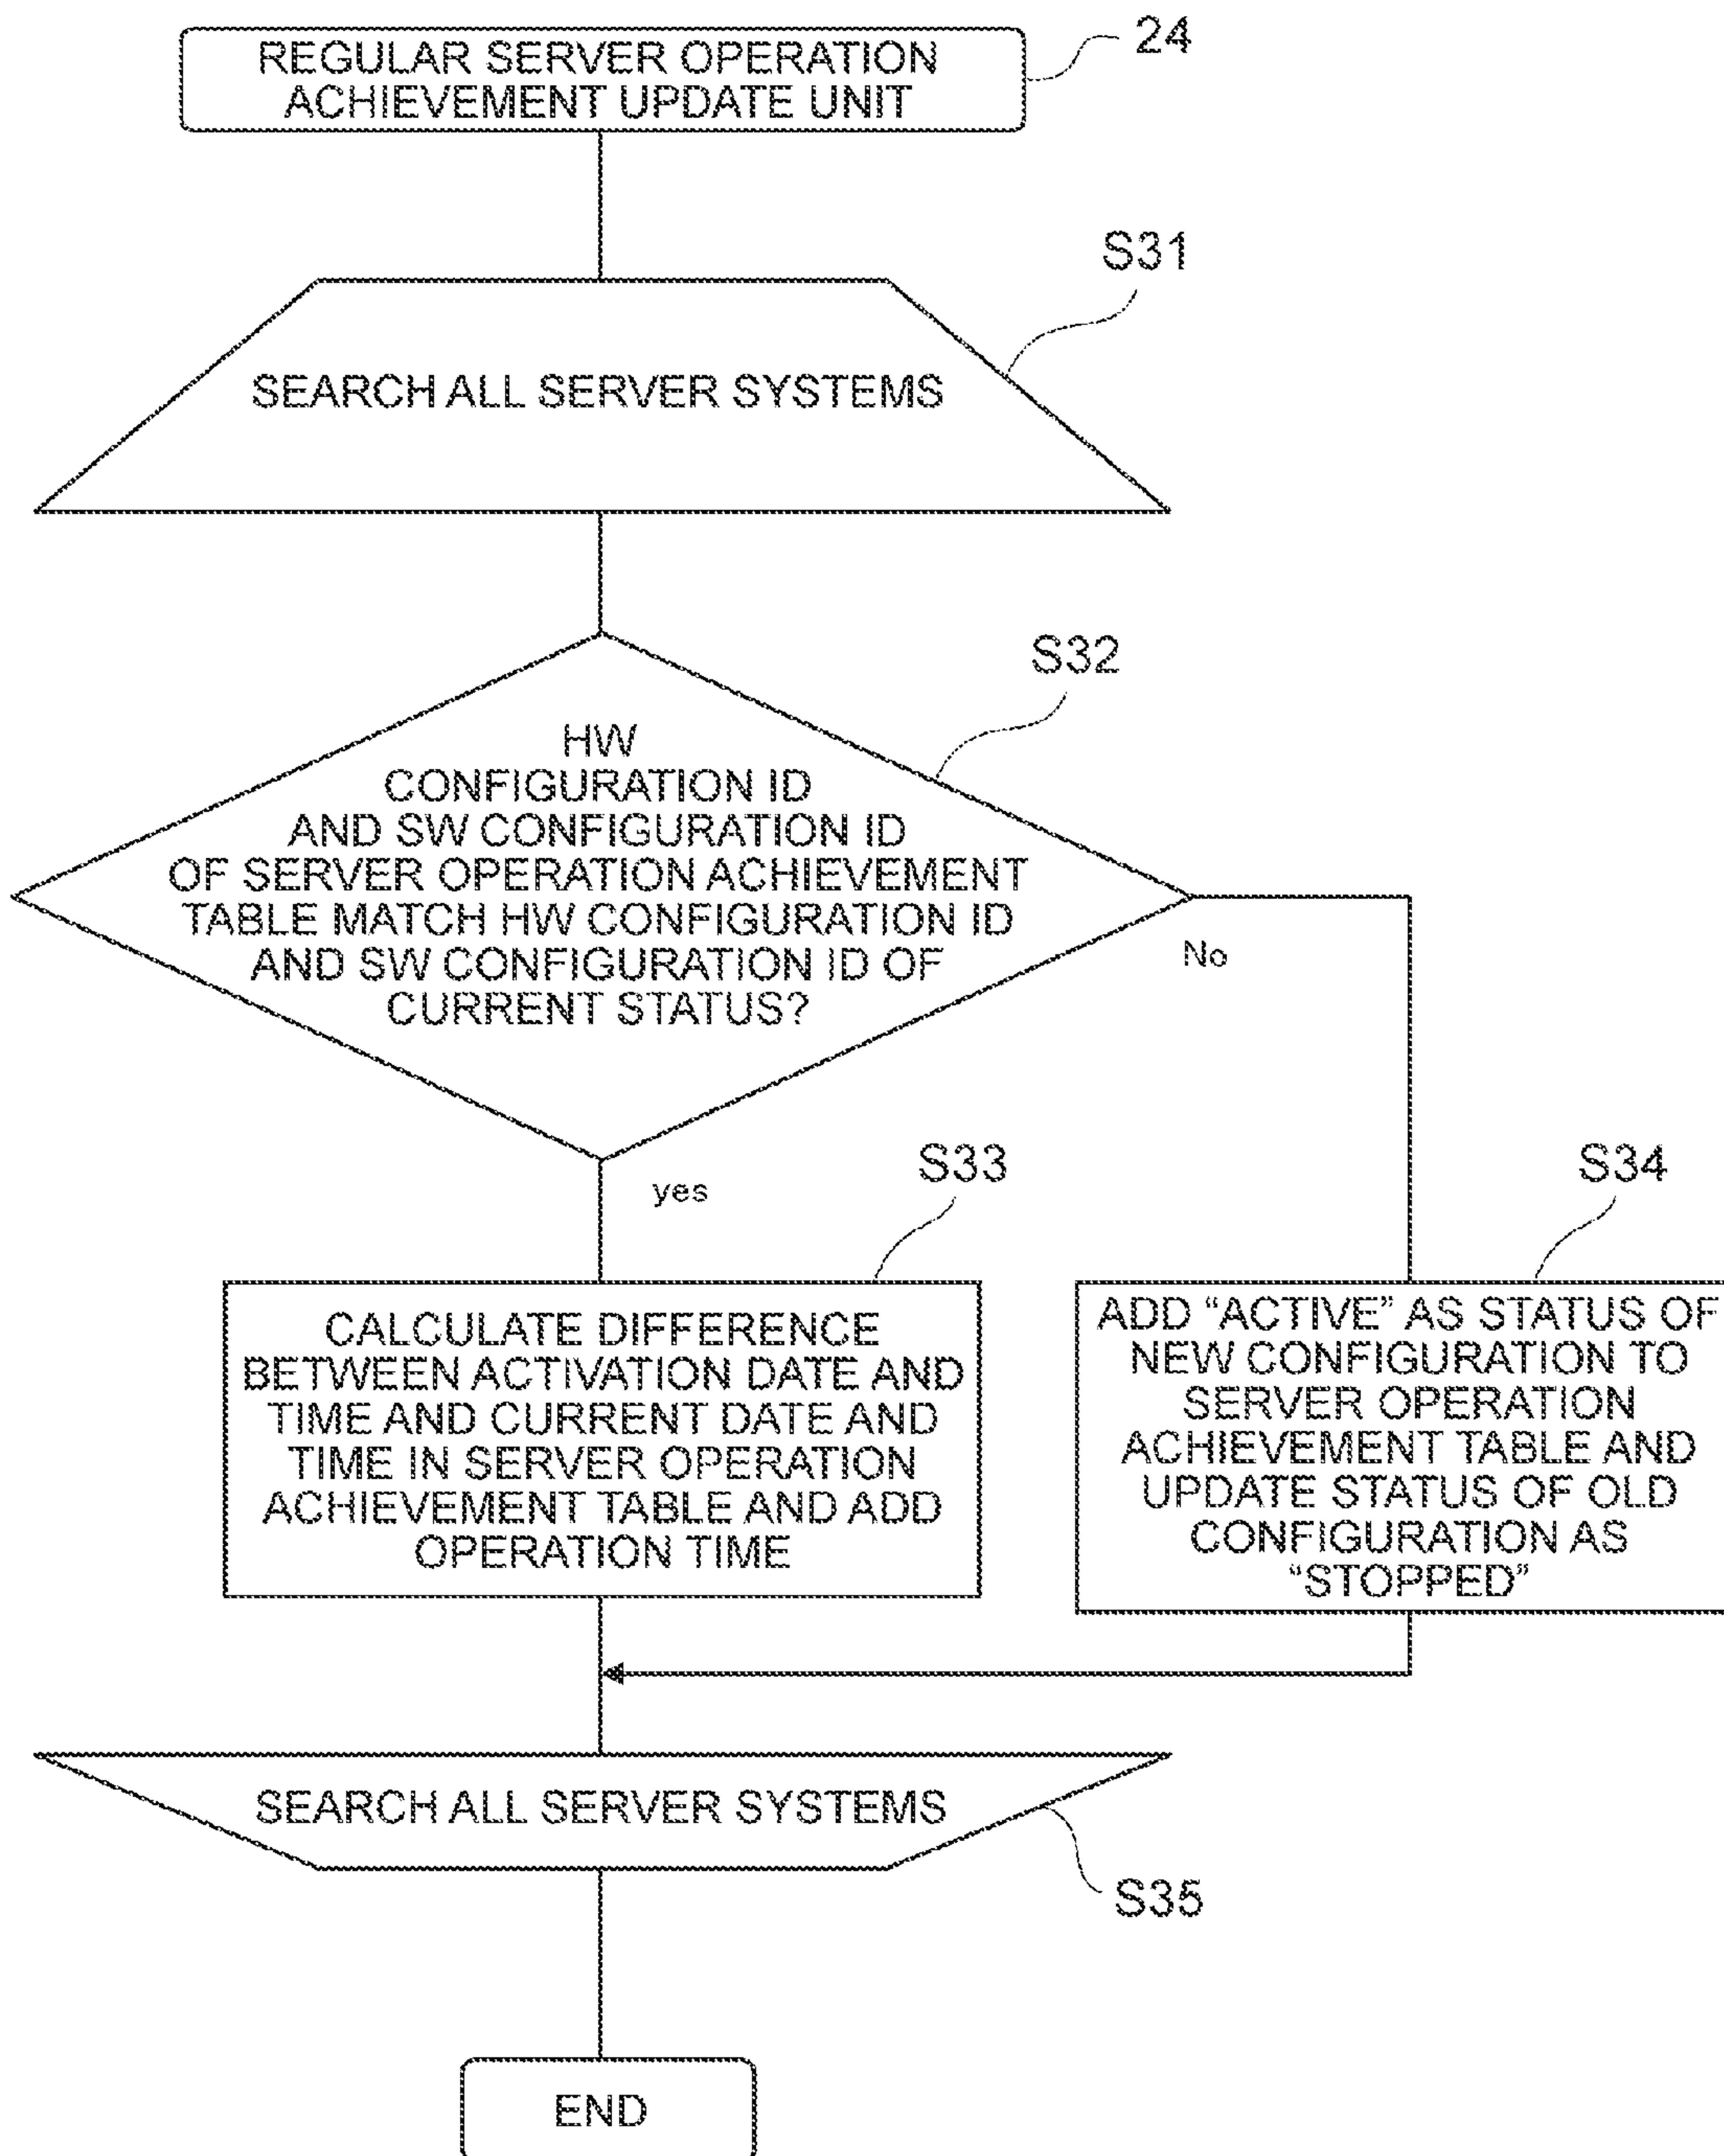 REGULAR SERVER OPERATION
ACHIEVEMENT UPDATE UNIT
24
S31
SEARCH ALL SERVER SYSTEMS
S32
HW
CONFIGURATION ID
AND SW CONFIGURATION ID
OF SERVER OPERATION ACHIEVEMENT
TABLE MATCH HW CONFIGURATION ID
AND SW CONFIGURATION ID OF
CURRENT STATUS?
No
yes
S33
CALCULATE DIFFERENCE
BETWEEN ACTIVATION DATE AND
TIME AND CURRENT DATE AND
TIME IN SERVER OPERATION
ACHIEVEMENT TABLE AND ADD
OPERATION TIME
S34
ADD “ACTIVE” AS STATUS OF
NEW CONFIGURATION TO
SERVER OPERATION
ACHIEVEMENT TABLE AND
UPDATE STATUS OF OLD
CONFIGURATION AS
“STOPPED”
SEARCH ALL SERVER SYSTEMS
S35
END